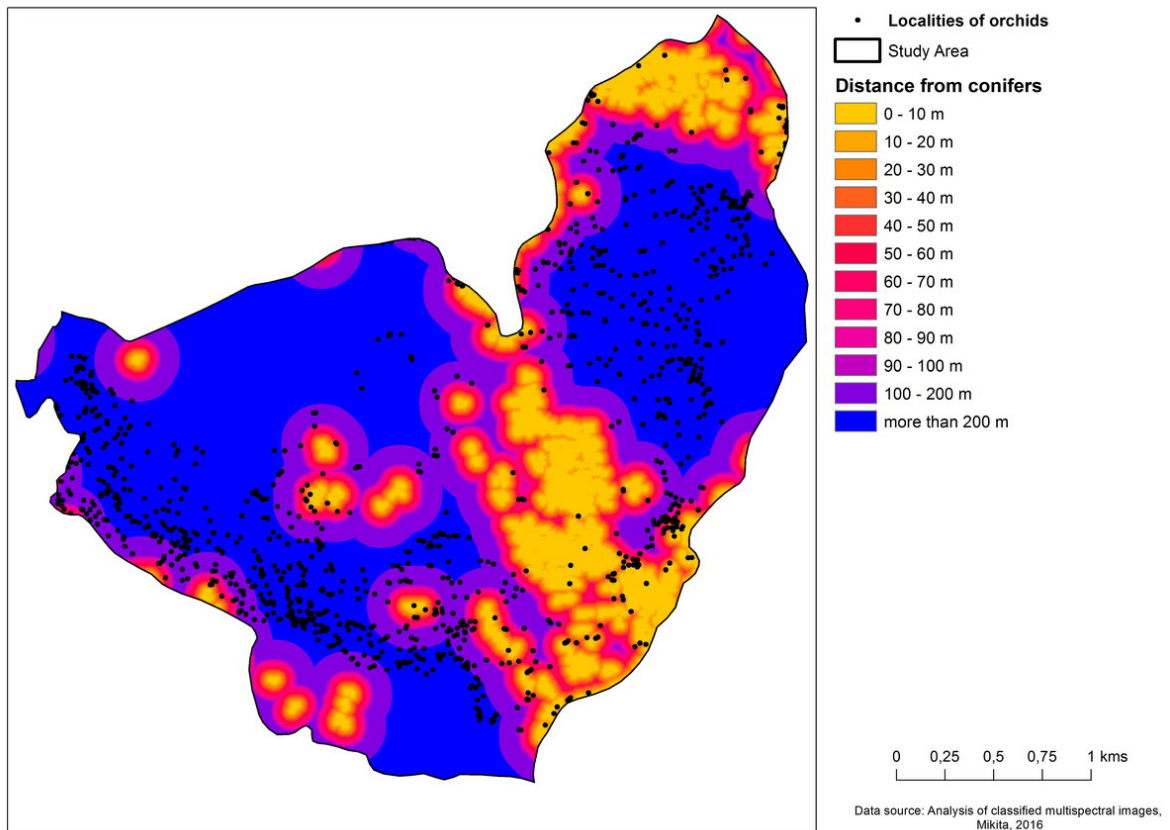 Localities of orchids
Study Area
Distance from conifers
0 - 10 m
10 - 20 m
20 - 30 m
30 - 40 m
40 - 50 m
50 - 60 m
60 - 70 m
70 - 80 m
80 - 90 m
90 - 100 m
100 - 200 m
more than 200 m
0 0,25 0,5 0,75 1 kms
Data source: Analysis of classified multispectral images,
Mikita, 2016